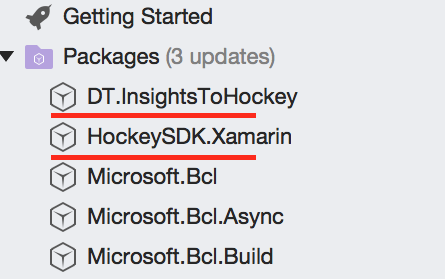 Getting Started
Packages (3 updates)
DT.InsightsToHockey
HockeySDK.Xamarin
Microsoft.Bcl
Microsoft.Bcl.Async
Microsoft.Bcl.Build